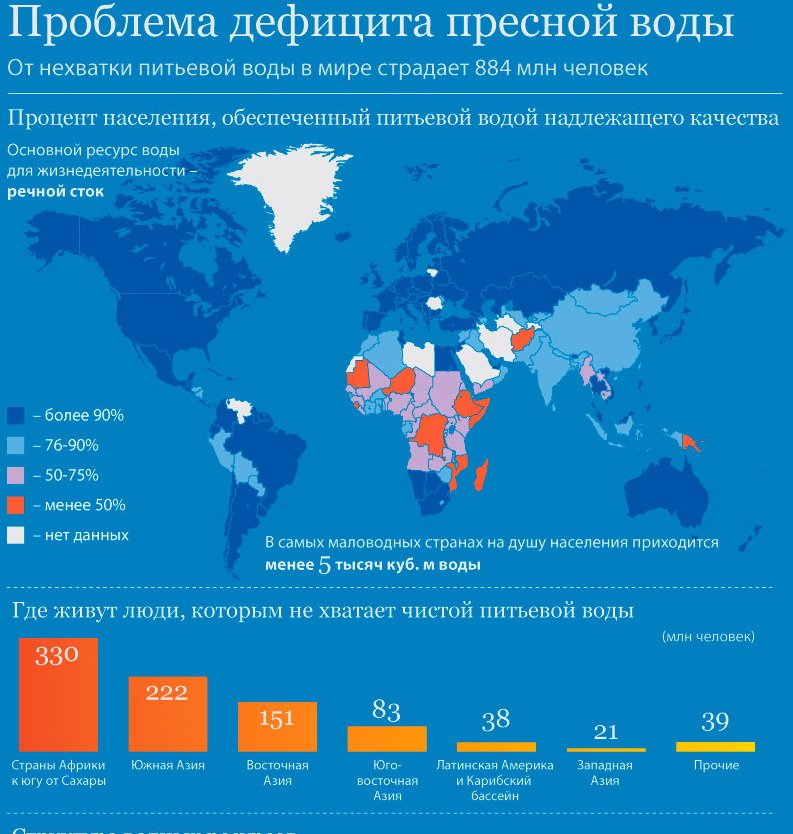 Проблема дефицита пресной воды
От нехватки питьевой воды в мире страдает 884 млн человек
Процент населения, обеспеченный питьевой водой надлежащего качества
Основной ресурс воды
для жизнедеятельности –
речной сток
– более 90%
– 76-90%
– 50-75%
– менее 50%
– нет данных
В самых маловодных странах на душу населения приходится
менее 5 тысяч куб. м воды
Где живут люди, которым не хватает чистой питьевой воды
(млн человек)
330
222
151
83
38
21
39
Страны Африки
к югу от Сахары
Южная Азия
Восточная
Азия
Юго-
восточная
Азия
Латинская Америка
и Карибский
бассейн
Западная
Азия
Прочие